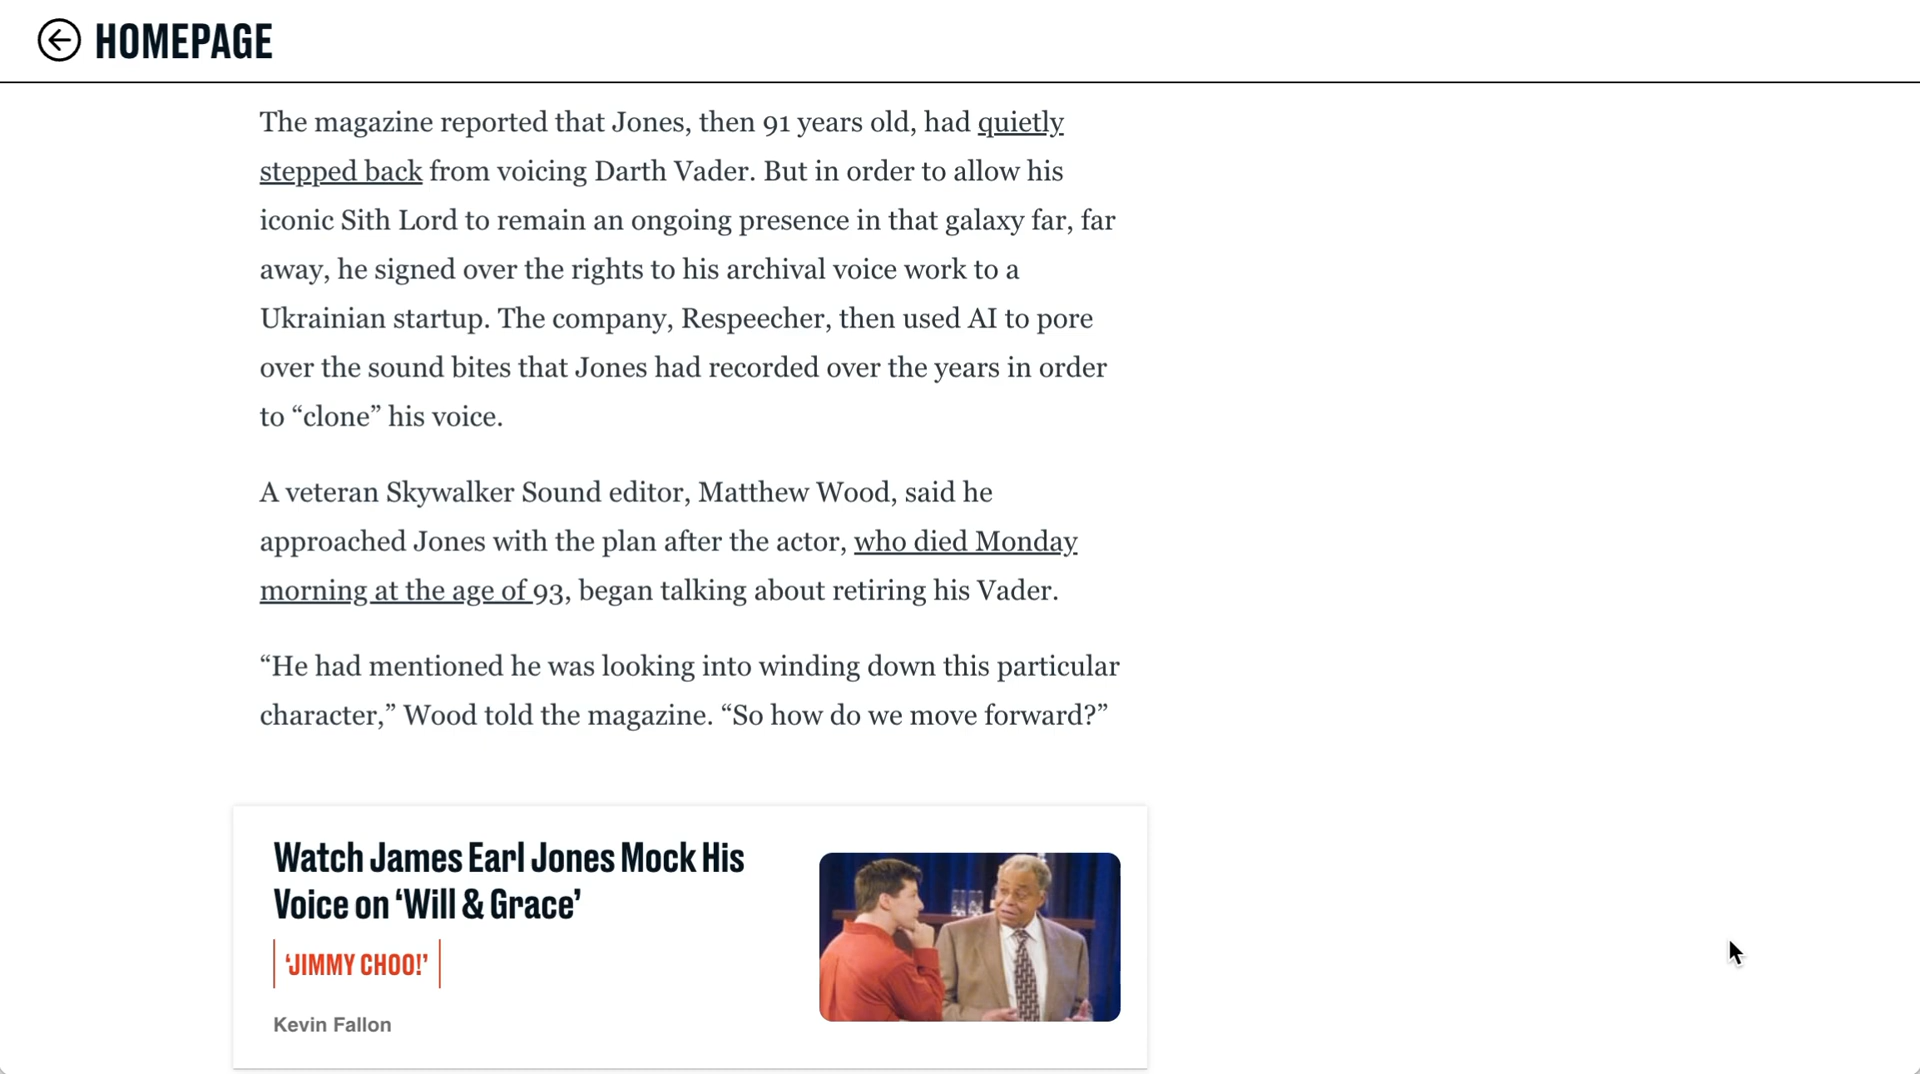 HOMEPAGE
The magazine reported that Jones, then 91 years old, had quietly
stepped back from voicing Darth Vader. But in order to allow his
iconic Sith Lord to remain an ongoing presence in that galaxy far, far
away, he signed over the rights to his archival voice work to a
Ukrainian startup. The company, Respeecher, then used AI to pore
over the sound bites that Jones had recorded over the years in order
to “clone” his voice.
A veteran Skywalker Sound editor, Matthew Wood, said he
approached Jones with the plan after the actor, who died Monday
morning at the age of 93, began talking about retiring his Vader.
“He had mentioned he was looking into winding down this particular
character,” Wood told the magazine. “So how do we move forward?”
Watch James Earl Jones Mock His
Voice on ‘Will & Grace’
‘JIMMY CHOO!’
Kevin Fallon